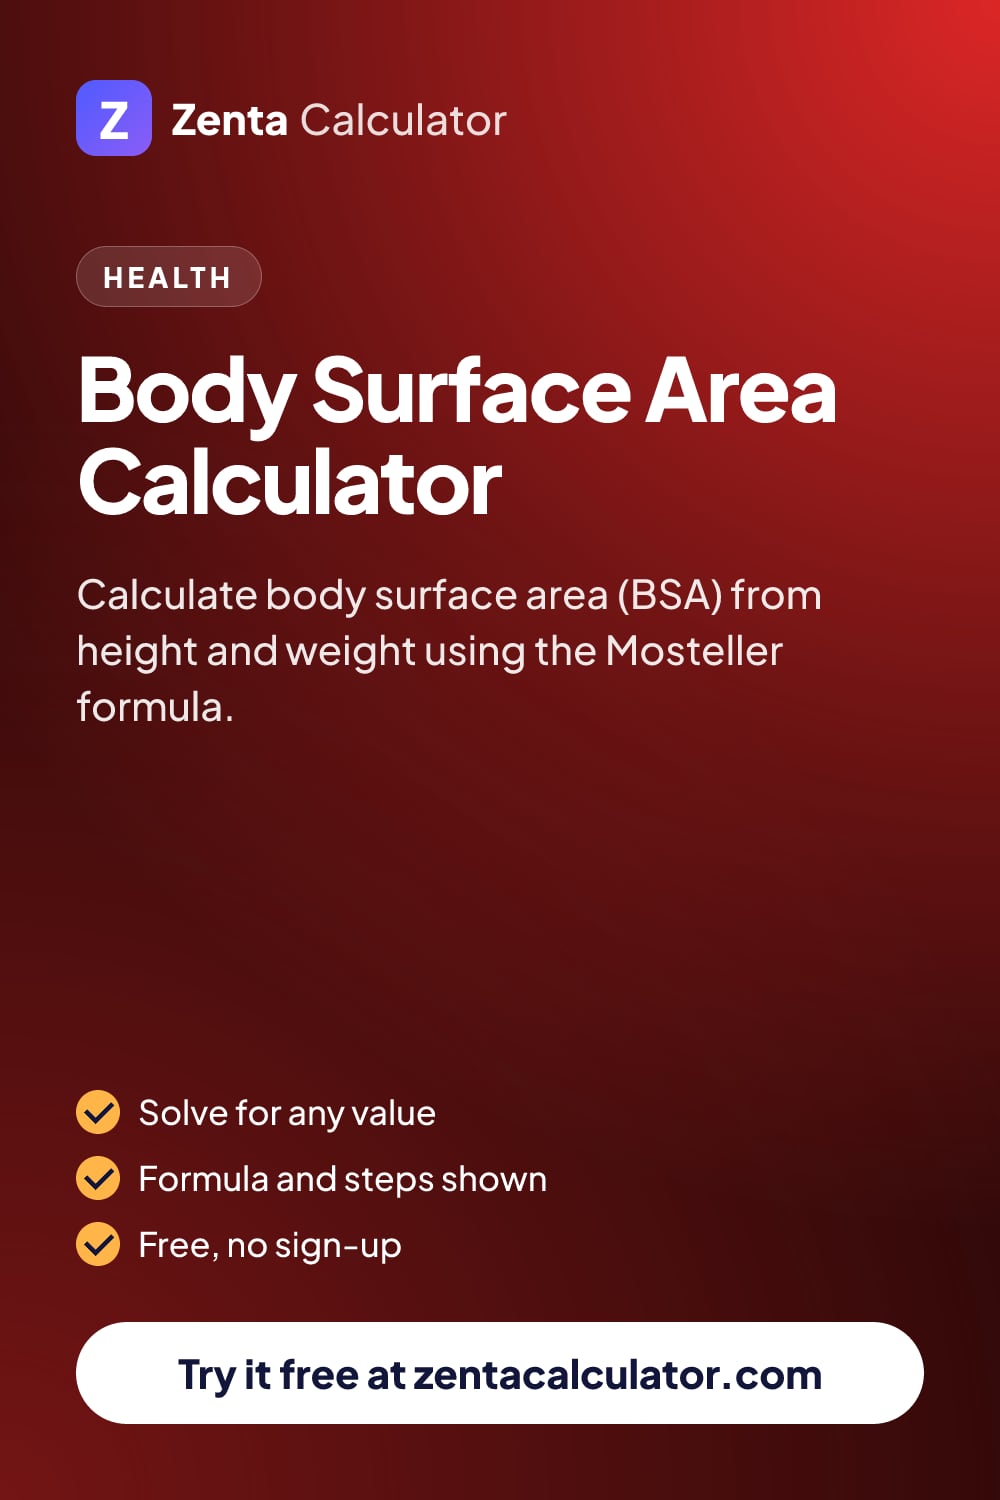 Z
Zenta Calculator
HEALTH
Body Surface Area
Calculator
Calculate body surface area (BSA) from
height and weight using the Mosteller
formula.
Solve for any value
Formula and steps shown
Free, no sign-up
Try it free at zentacalculator.com